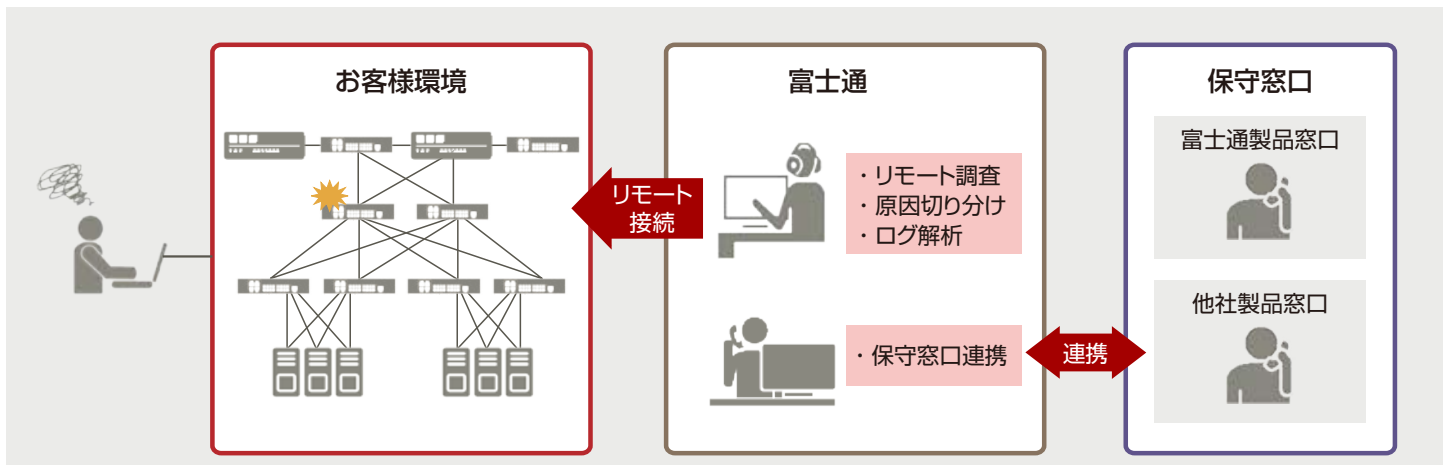 お客様環境
富士通
保守窓口
富士通製品窓口
リモート
接続
・リモート調査
・原因切り分け
・ログ解析
他社製品窓口
・保守窓口連携
連携